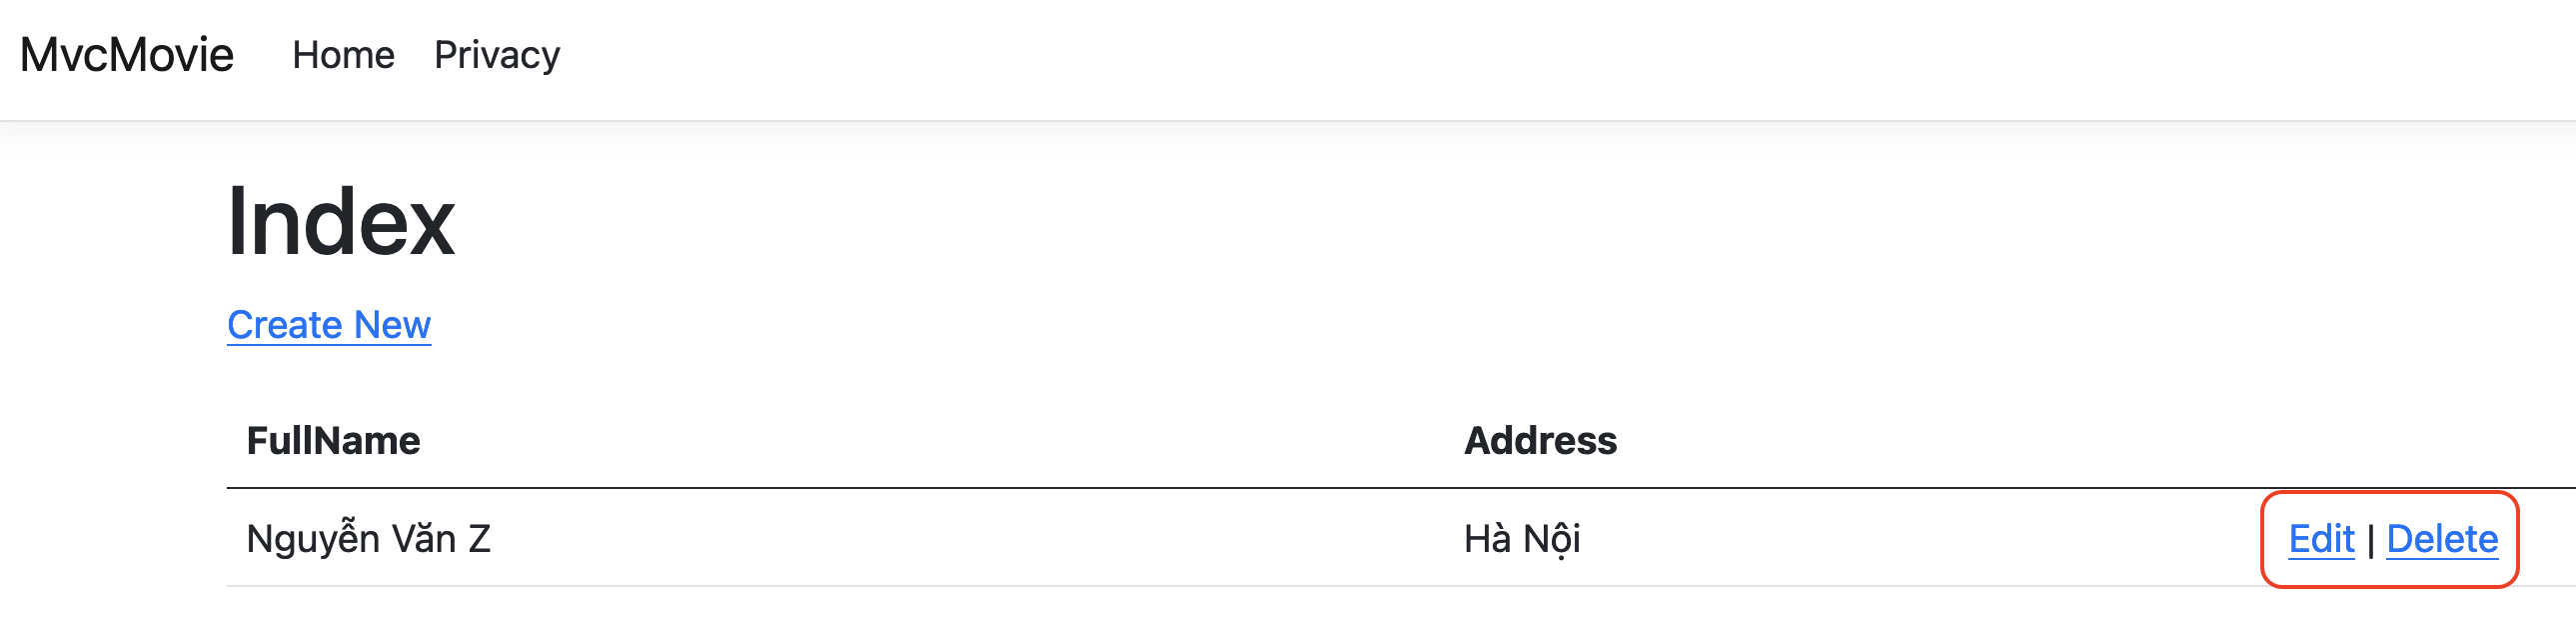 MvcMovie Home Privacy
Index
Create New
FullName Address
Nguyễn Văn Z Hà Nội Edit | Delete